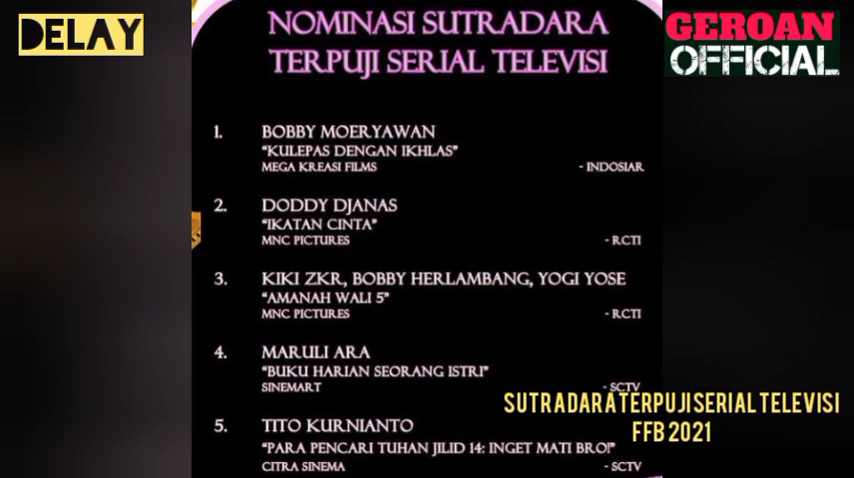 DELAY
GEROAN
OFFICIAL
NOMINASI SUTRADARA
TERPUJI SERIAL TELEVISI
1. BOBBY MOERYAWAN
"KULEPAS DENGAN IKHLAS"
MEGA KREASI FILMS - INDOSIAR
2. DODDY DJANAS
"IKATAN CINTA"
MNC PICTURES - RCTI
3. KIKI ZKR, BOBBY HERLAMBANG, YOGI YOSE
"AMANAH WALI 5"
MNC PICTURES - RCTI
4. MARULI ARA
"BUKU HARIAN SEORANG ISTRI"
SINEMART - SCTV
5. TITO KURNIANTO
"PARA PENCARI TUHAN JILID 14: INGET MATI BRO!"
CITRA SINEMA - SCTV
SUTRADARA TERPUJI SERIAL TELEVISI
FFB 2021